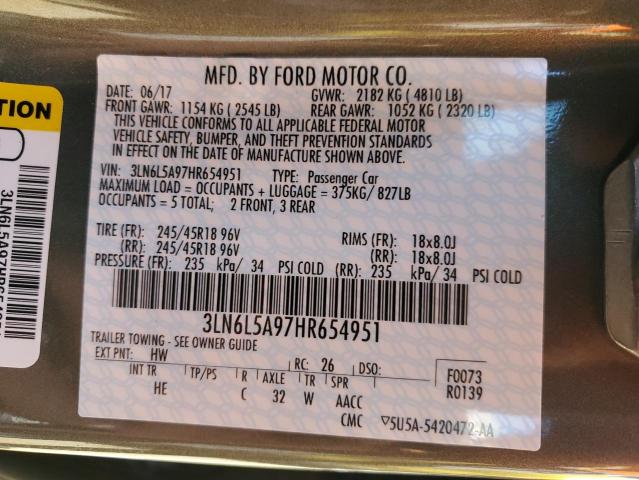 MFD. BY FORD MOTOR CO.
DATE: 06/17 GVWR: 2182 KG ( 4810 LB)
FRONT GAWR: 1154 KG ( 2545 LB) REAR GAWR: 1052 KG ( 2320 LB)
THIS VEHICLE CONFORMS TO ALL APPLICABLE FEDERAL MOTOR
VEHICLE SAFETY, BUMPER, AND THEFT PREVENTION STANDARDS
IN EFFECT ON THE DATE OF MANUFACTURE SHOWN ABOVE.
VIN: 3LN6L5A97HR654951 TYPE: Passenger Car
MAXIMUM LOAD = OCCUPANTS + LUGGAGE = 375KG/ 827LB
OCCUPANTS = 5 TOTAL; 2 FRONT, 3 REAR
TIRE (FR): 245/45R18 96V RIMS (FR): 18x8.0J
(RR): 245/45R18 96V (RR): 18x8.0J
PRESSURE (FR): 235 kPa/ 34 PSI COLD (RR): 235 kPa/ 34 PSI COLD
3LN6L5A97HR654951
TRAILER TOWING - SEE OWNER GUIDE
EXT PNT: HW RC: 26 DSO: F0073
INT TR TP/PS R AXLE TR SPR R0139
HE C 32 W AACC
CMC ▽5U5A-5420472-AA
TION